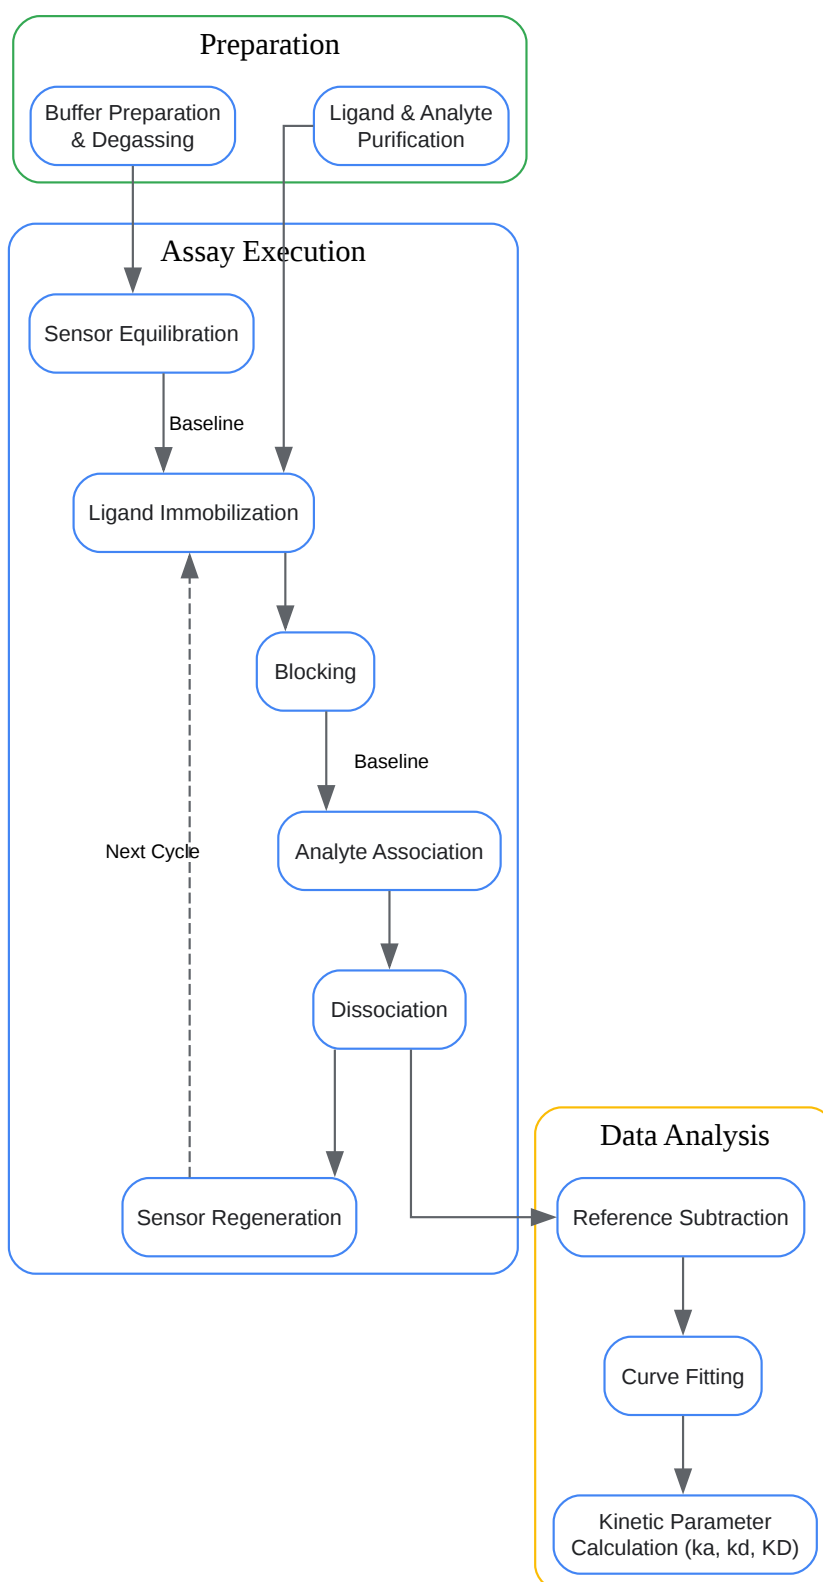 Preparation
Buffer Preparation
& Degassing
Ligand & Analyte
Purification
Assay Execution
Sensor Equilibration
Baseline
Ligand Immobilization
Blocking
Baseline
Analyte Association
Next Cycle
Dissociation
Sensor Regeneration
Data Analysis
Reference Subtraction
Curve Fitting
Kinetic Parameter
Calculation (ka, kd, KD)